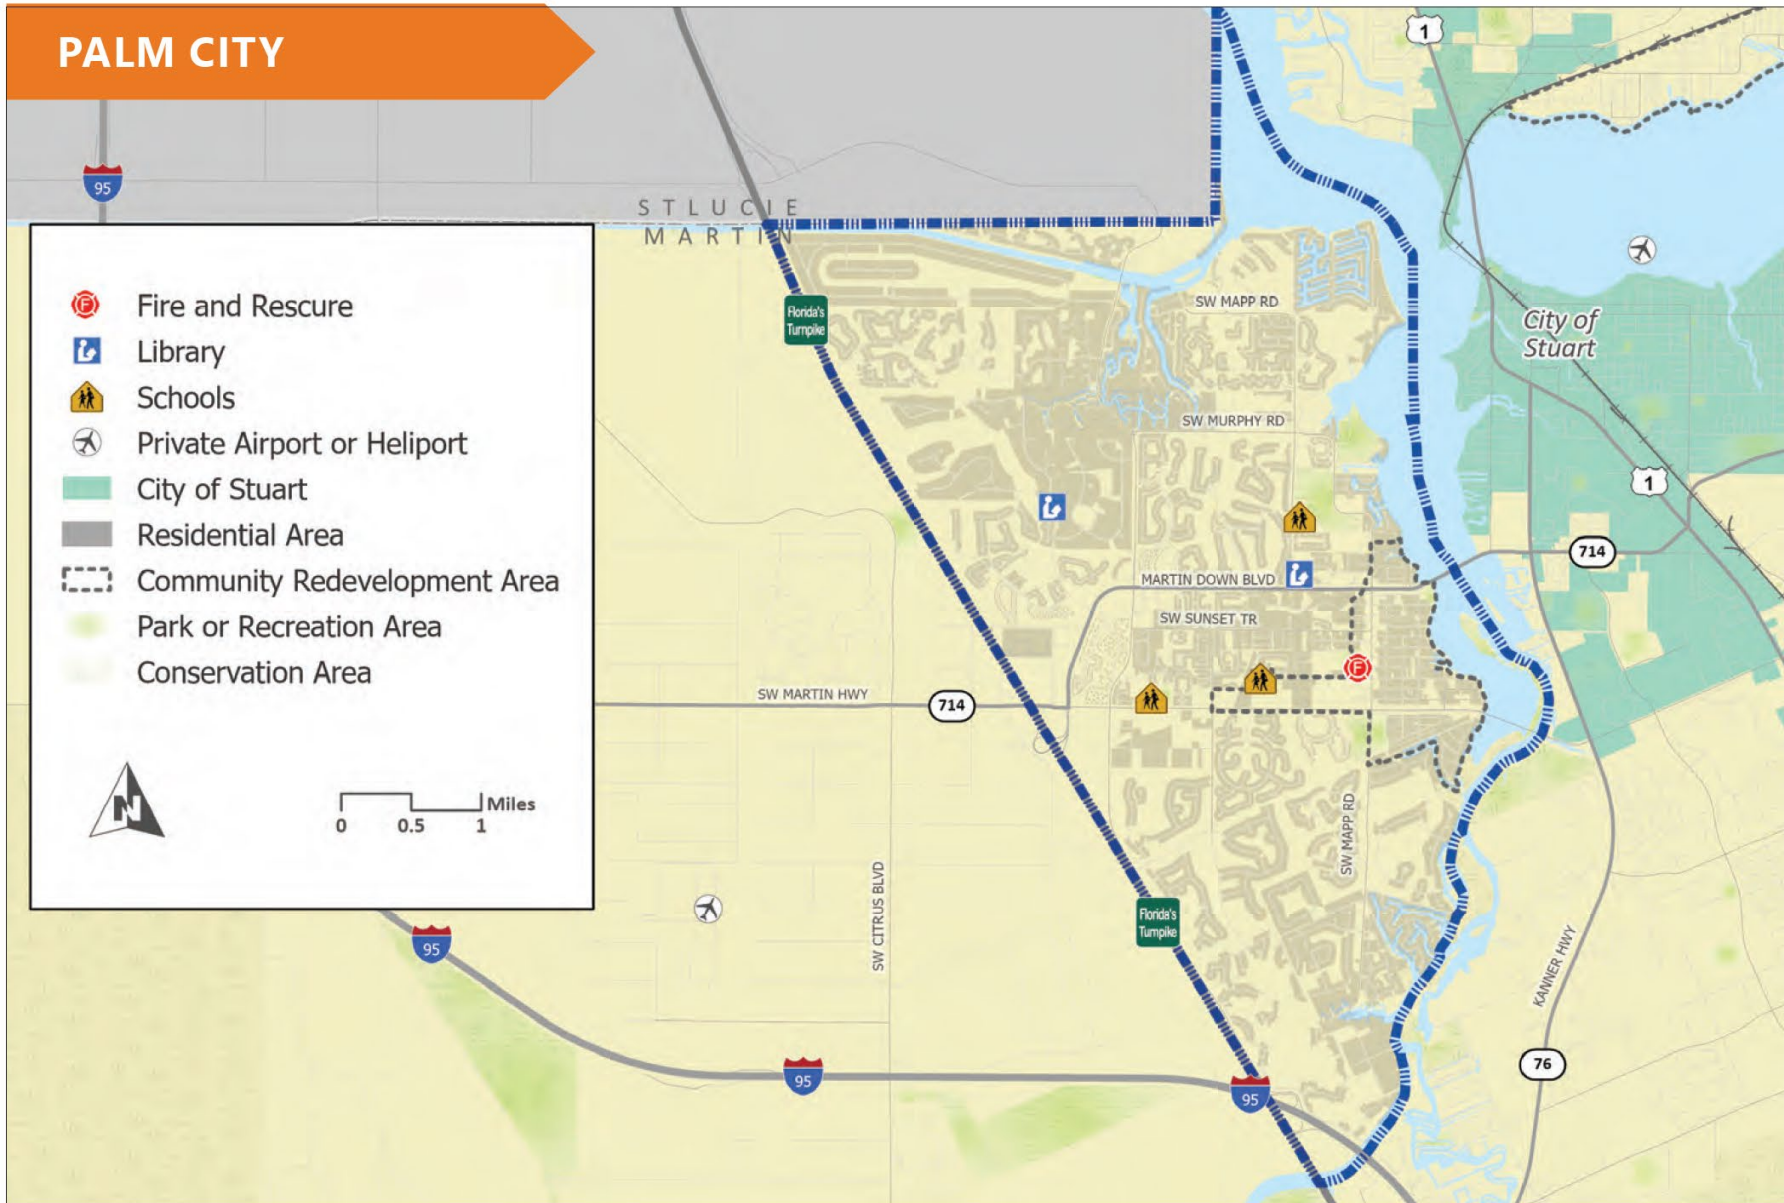 PALM CITY
1
95
ST LUCIE
MARTIN
Fire and Rescure
Library
Schools
Private Airport or Heliport
City of Stuart
Residential Area
Community Redevelopment Area
Park or Recreation Area
Conservation Area
N
Miles
0 0.5 1
Florida's
Turnpike
SW MAPP RD
City of
Stuart
SW MURPHY RD
1
714
MARTIN DOWN BLVD
SW SUNSET TR
F
SW MARTIN HWY
714
SW MAPP RD
SW CITRUS BLVD
Florida's
Turnpike
95
KANNER HWY
76
95
95